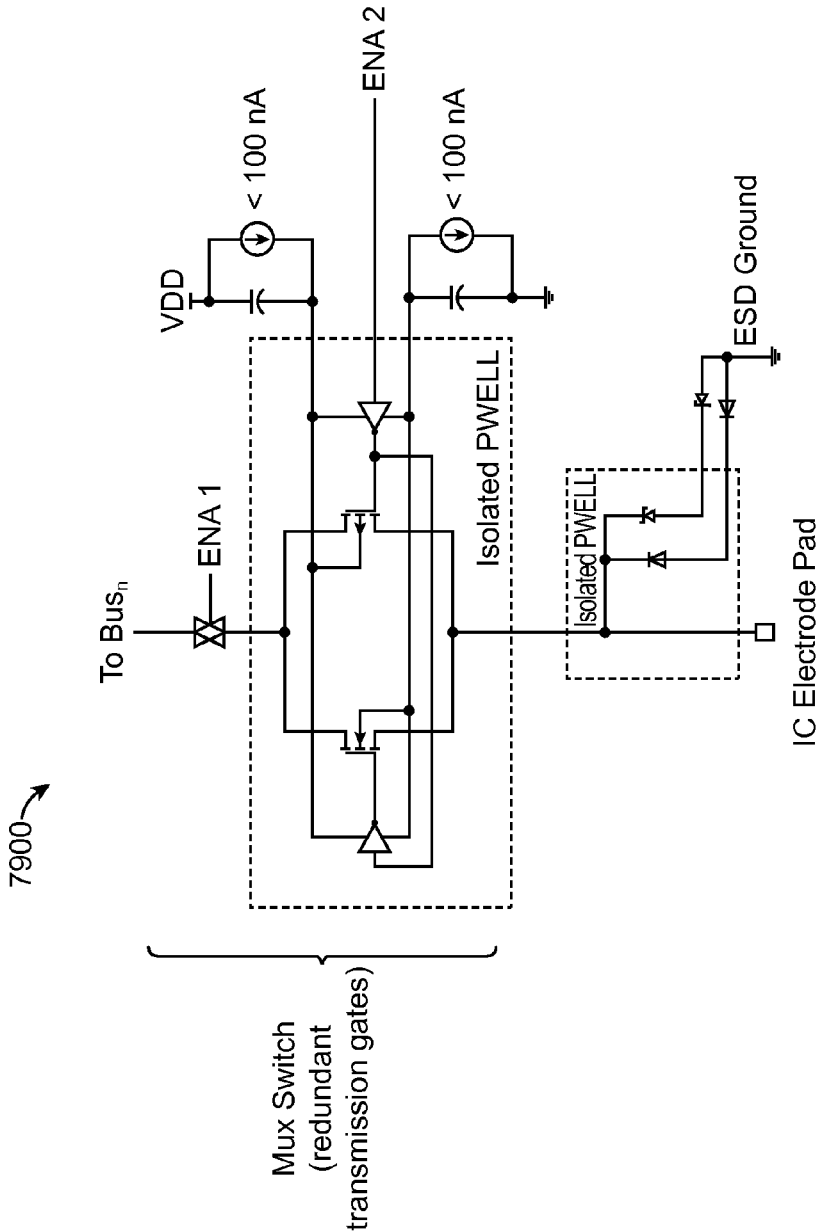 7900
To Busn
ENA 1
VDD
< 100 nA
ENA 2
< 100 nA
Mux Switch
(redundant
transmission gates)
Isolated PWELL
Isolated PWELL
ESD Ground
IC Electrode Pad